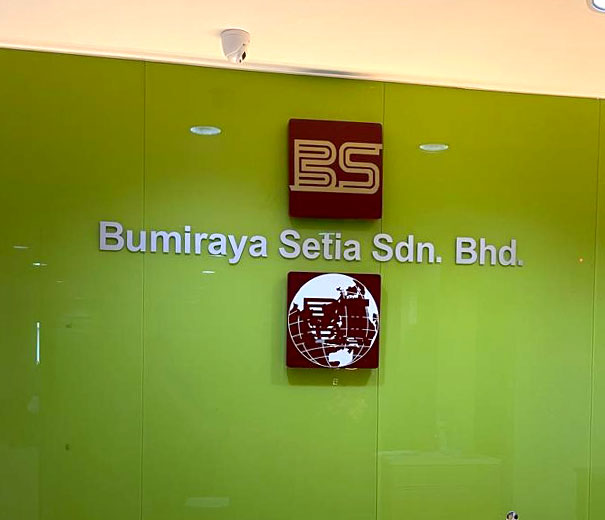 BS
Bumiraya Setia Sdn. Bhd.